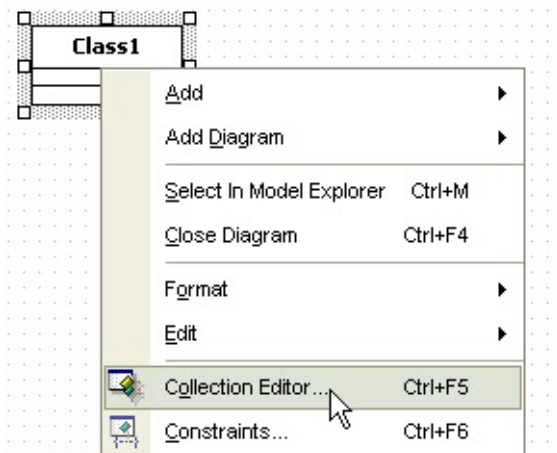 Class1
Add
Add Diagram
Select In Model Explorer Ctrl+M
Close Diagram Ctrl+F4
Format
Edit
Collection Editor... Ctrl+F5
Constraints... Ctrl+F6